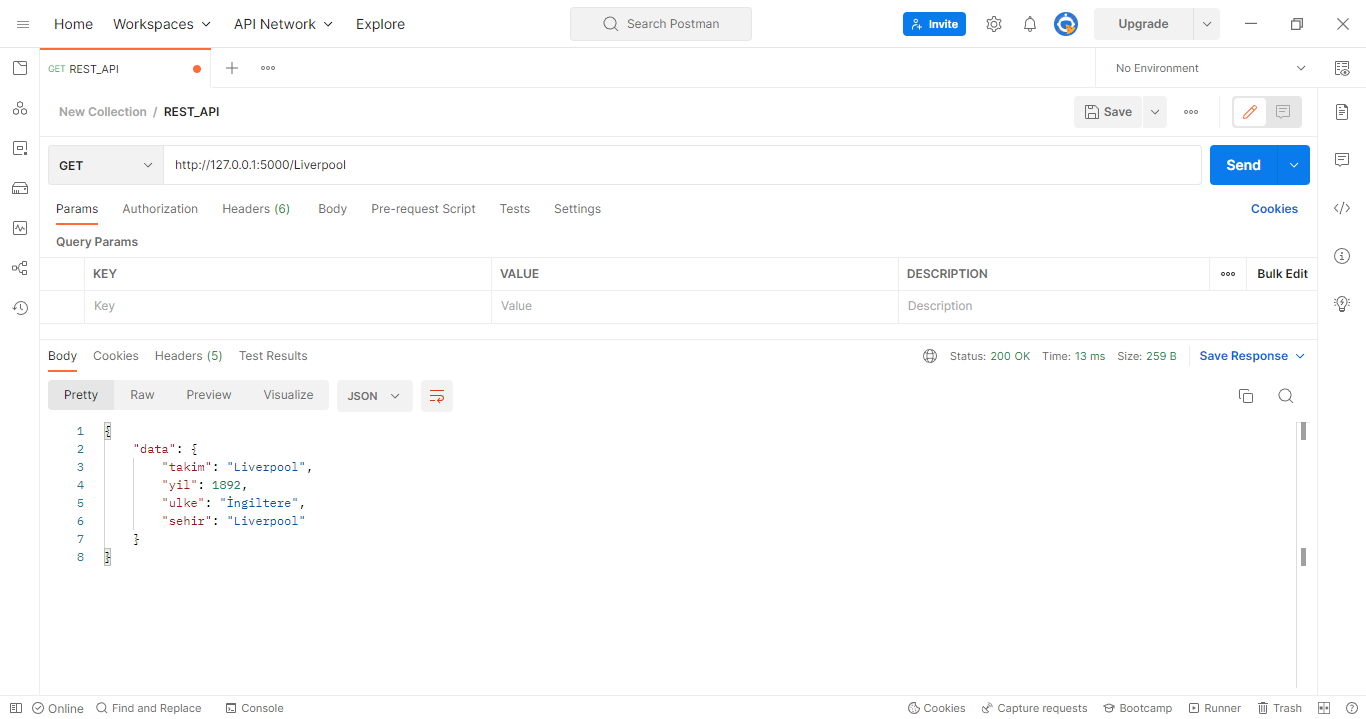 Home Workspaces API Network Explore Search Postman Invite Upgrade
GET REST_API No Environment
New Collection / REST_API Save
GET http://127.0.0.1:5000/Liverpool Send
Params Authorization Headers (6) Body Pre-request Script Tests Settings Cookies
Query Params
KEY VALUE DESCRIPTION Bulk Edit
Key Value Description
Body Cookies Headers (5) Test Results Status: 200 OK Time: 13 ms Size: 259 B Save Response
Pretty Raw Preview Visualize JSON
1 {
2 "data": {
3 "takim": "Liverpool",
4 "yil": 1892,
5 "ulke": "İngiltere",
6 "sehir": "Liverpool"
7 }
8 }
Online Find and Replace Console Cookies Capture requests Bootcamp Runner Trash